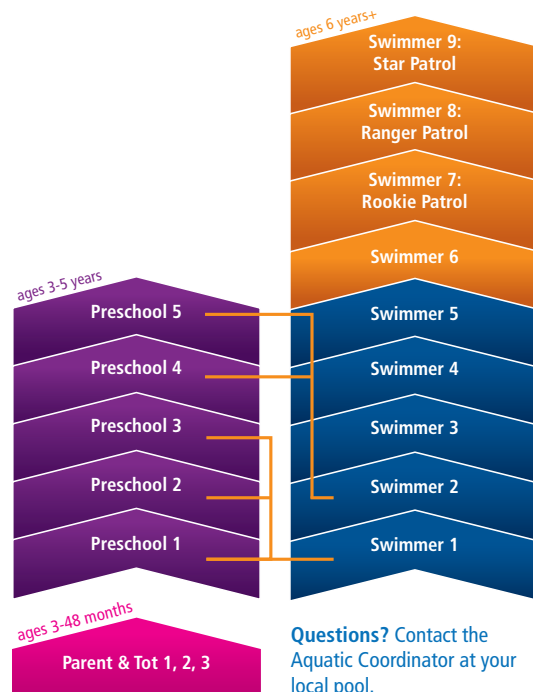 ages 3-5 years
Preschool 5
Preschool 4
Preschool 3
Preschool 2
Preschool 1
ages 3-48 months
Parent & Tot 1, 2, 3
ages 6 years+
Swimmer 9:
Star Patrol
Swimmer 8:
Ranger Patrol
Swimmer 7:
Rookie Patrol
Swimmer 6
Swimmer 5
Swimmer 4
Swimmer 3
Swimmer 2
Swimmer 1
Questions? Contact the
Aquatic Coordinator at your
local pool.